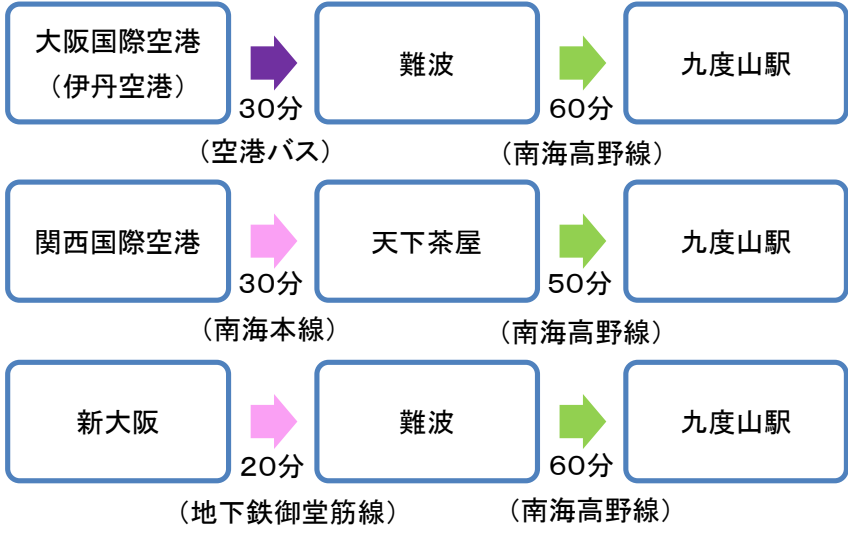 大阪国際空港
（伊丹空港）
30分
（空港バス）
難波
60分
（南海高野線）
九度山駅
関西国際空港
30分
（南海本線）
天下茶屋
50分
（南海高野線）
九度山駅
新大阪
20分
（地下鉄御堂筋線）
難波
60分
（南海高野線）
九度山駅